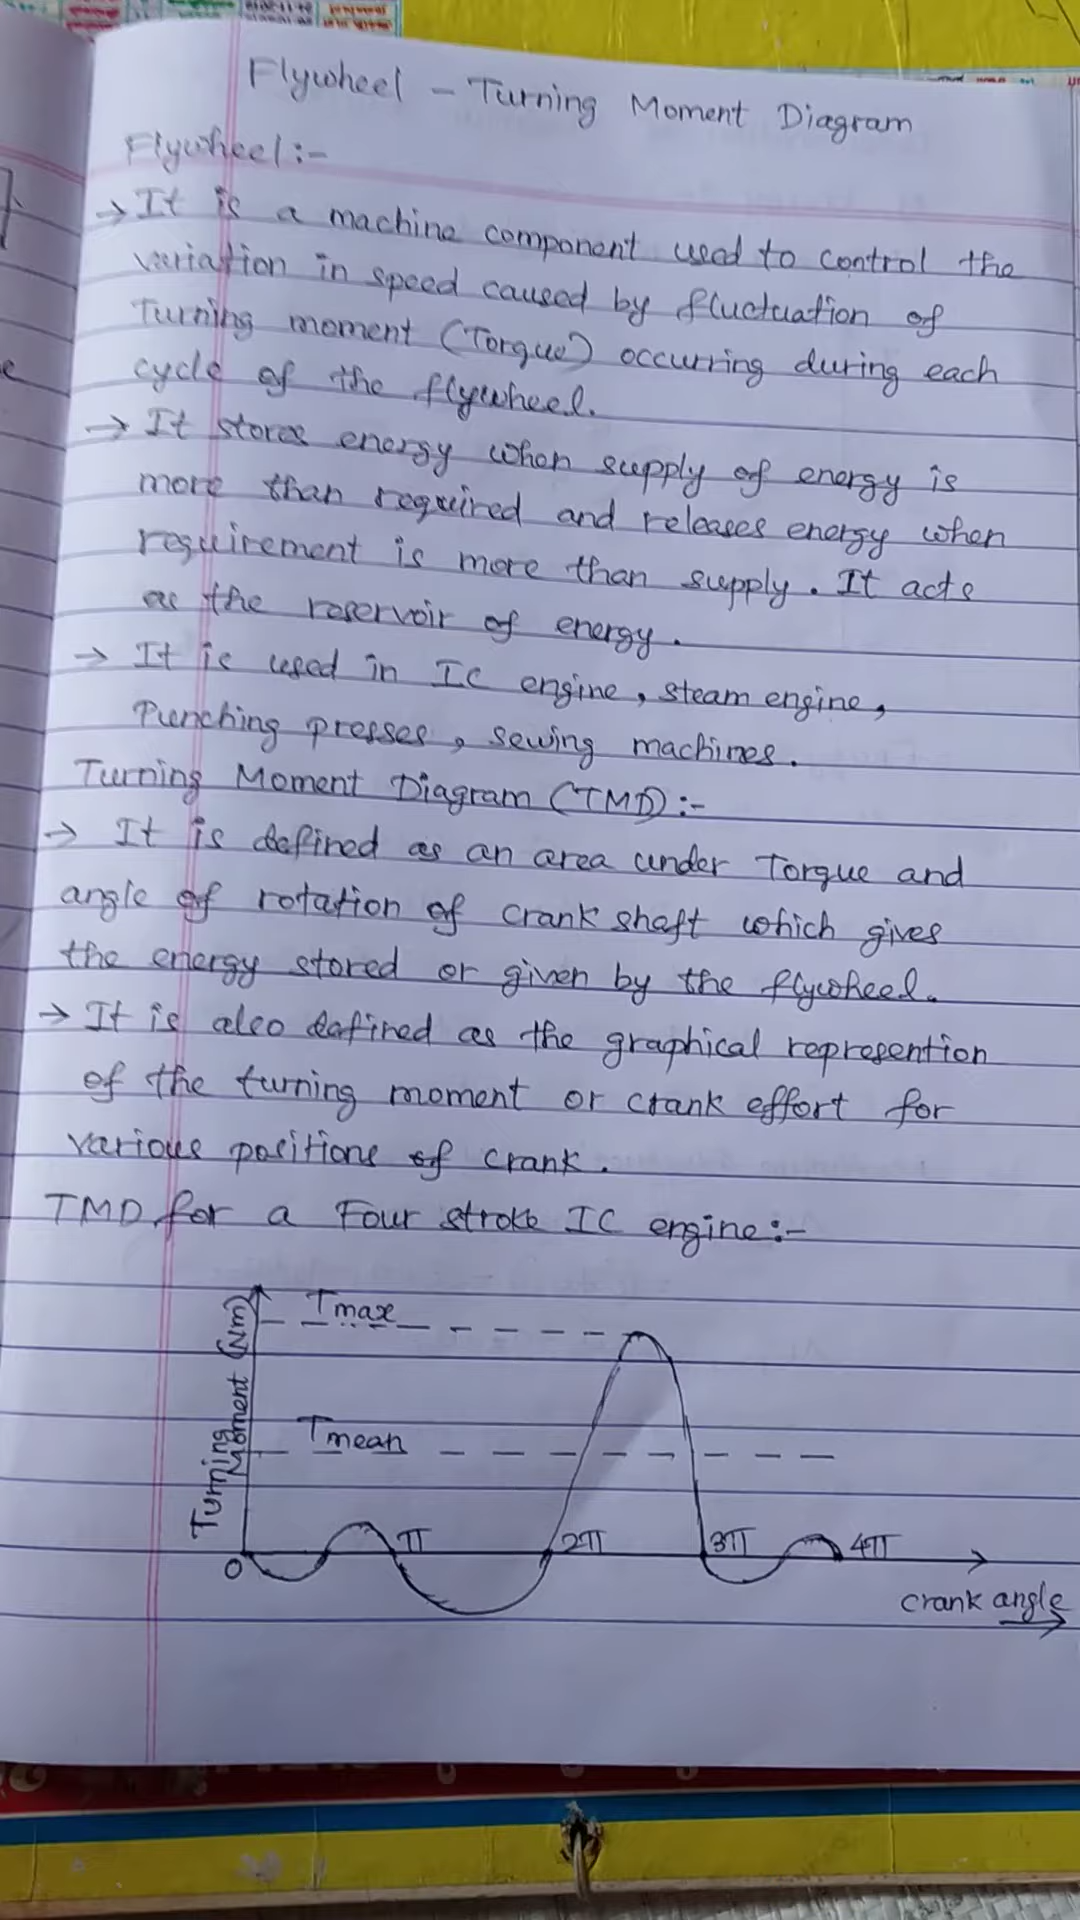 Flywheel - Turning Moment Diagram
Flywheel:-
→ It is a machine component used to control the
variation in speed caused by fluctuation of
Turning moment (Torque) occurring during each
cycle of the flywheel.
→ It stores energy when supply of energy is
more than required and releases energy when
requirement is more than supply. It acts
as the reservoir of energy.
→ It is used in IC engine, steam engine,
Punching presses, sewing machines.
Turning Moment Diagram (TMD):-
→ It is defined as an area under Torque and
angle of rotation of crank shaft which gives
the energy stored or given by the flywheel.
→ It is also defined as the graphical represention
of the turning moment or crank effort for
various positions of crank.
TMD for a Four stroke IC engine:-
Tmax
Turning
Moment (Nm)
Tmean
0
π
2π
3π
4π
crank angle